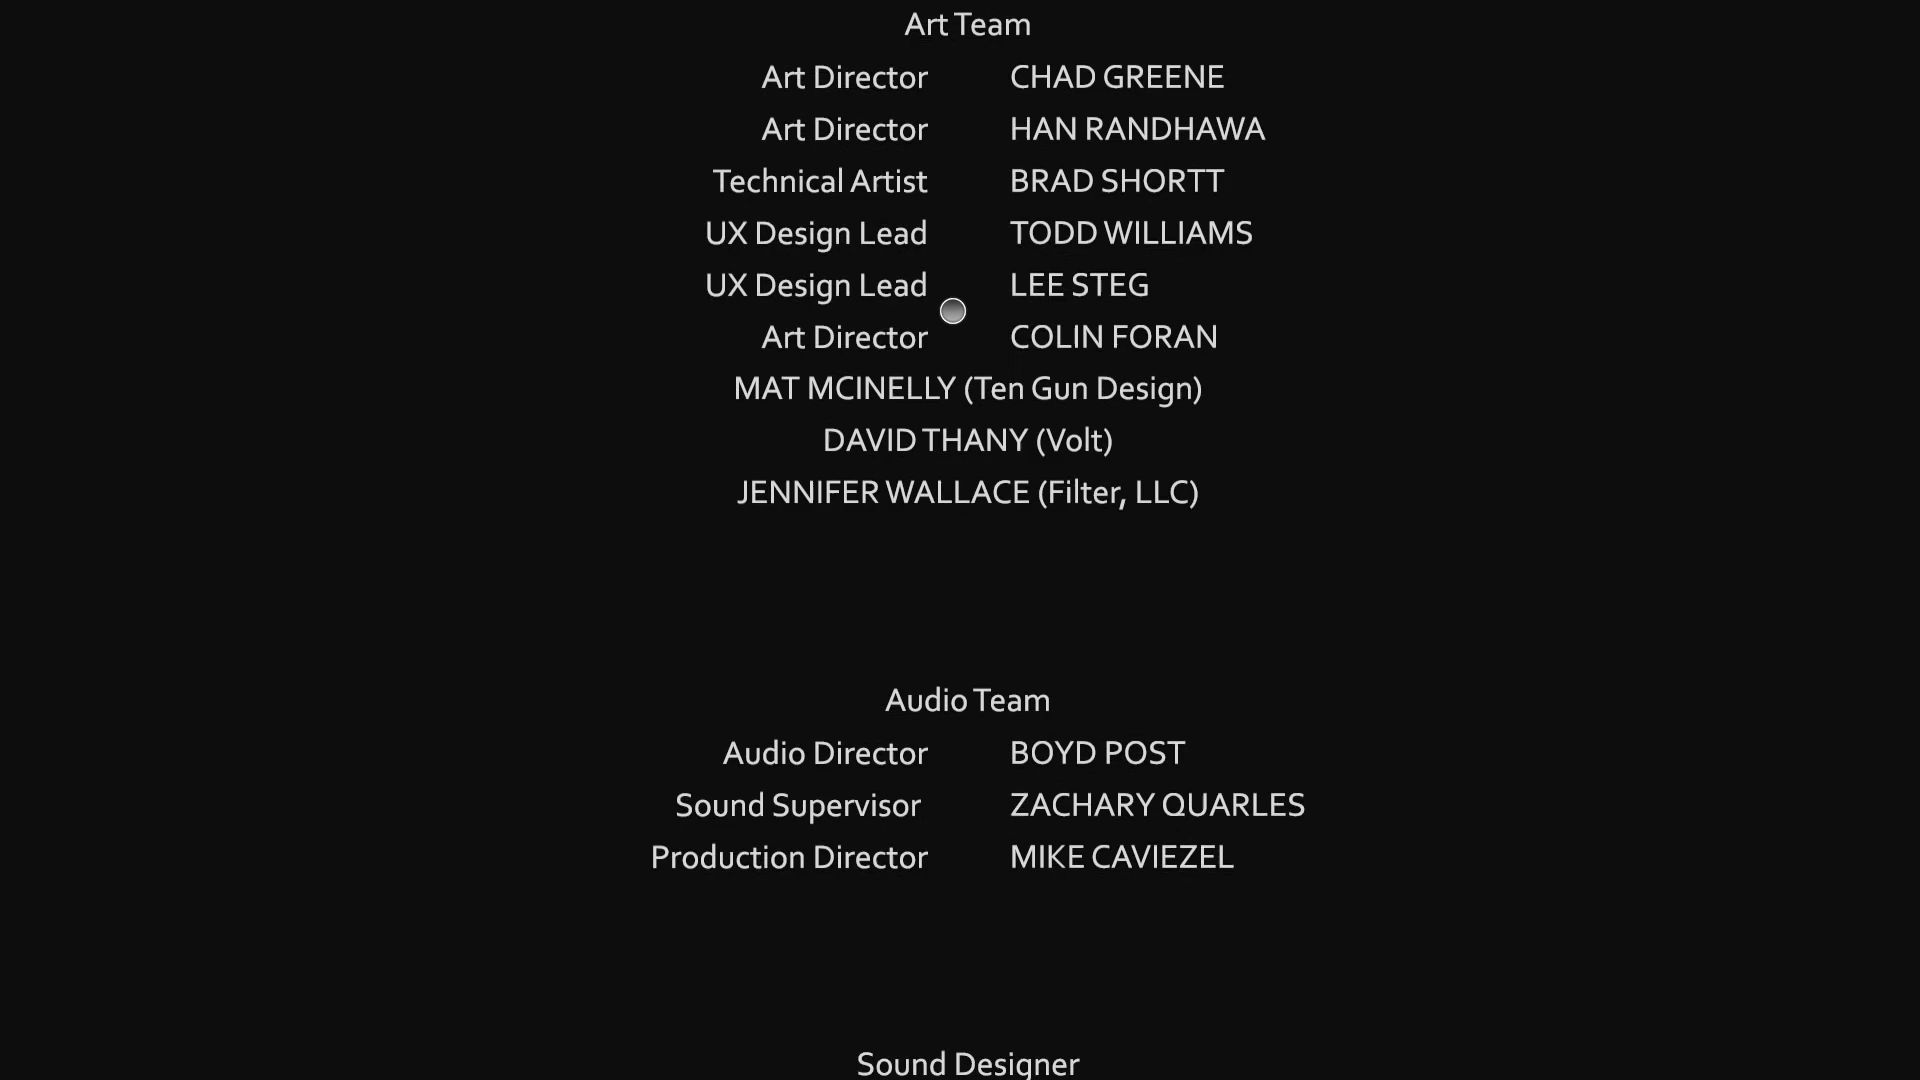 Art Team
Art Director CHAD GREENE
Art Director HAN RANDHAWA
Technical Artist BRAD SHORTT
UX Design Lead TODD WILLIAMS
UX Design Lead LEE STEG
Art Director COLIN FORAN
MAT MCINELLY (Ten Gun Design)
DAVID THANY (Volt)
JENNIFER WALLACE (Filter, LLC)
Audio Team
Audio Director BOYD POST
Sound Supervisor ZACHARY QUARLES
Production Director MIKE CAVIEZEL
Sound Designer